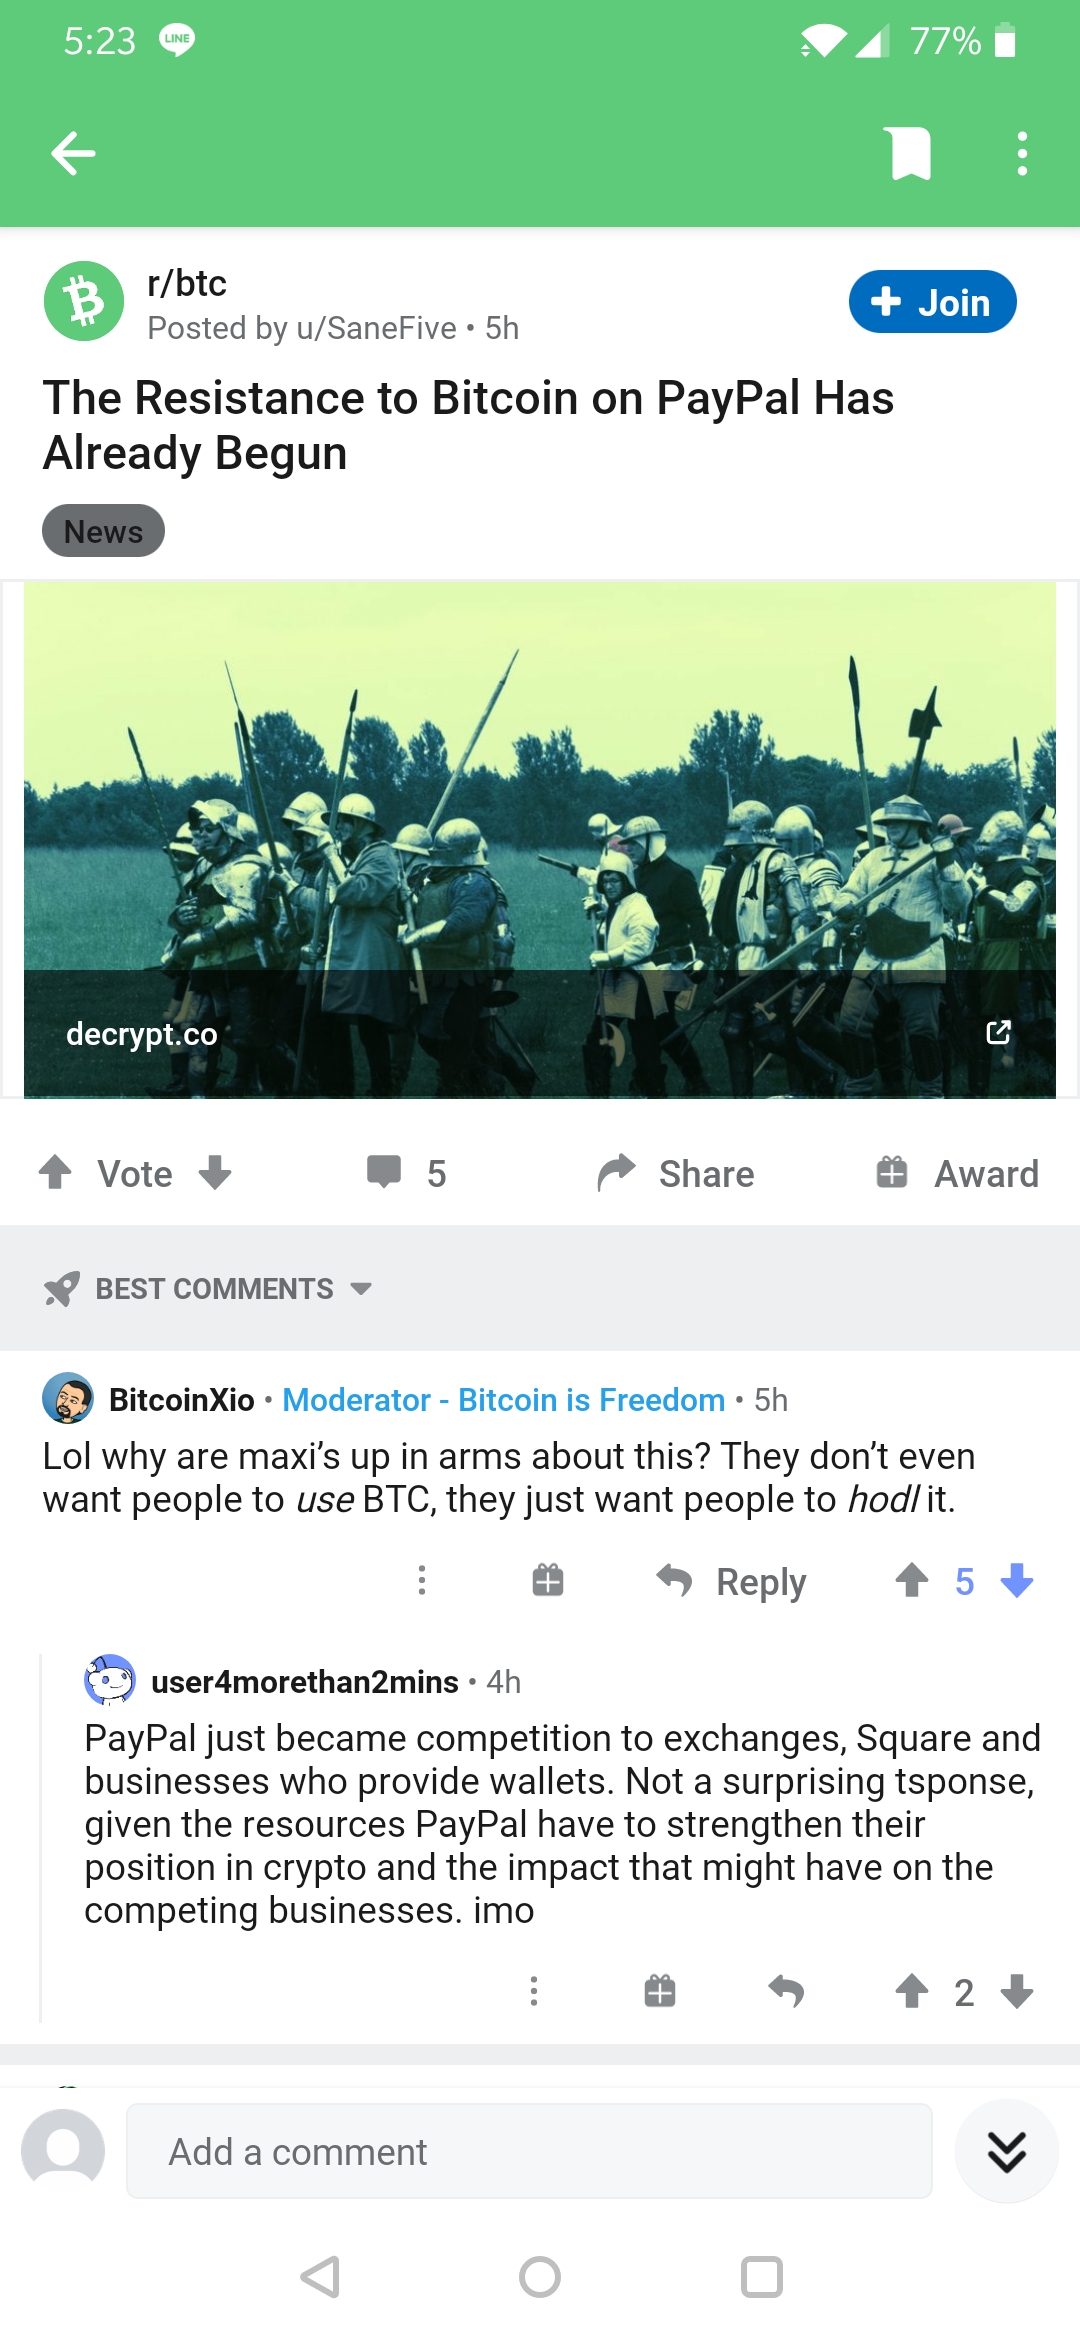 5:23 LINE 77%
r/btc
Posted by u/SaneFive • 5h
+ Join
The Resistance to Bitcoin on PayPal Has
Already Begun
News
decrypt.co
Vote 5 Share Award
BEST COMMENTS
BitcoinXio • Moderator - Bitcoin is Freedom • 5h
Lol why are maxi’s up in arms about this? They don’t even
want people to use BTC, they just want people to hodl it.
Reply 5
user4morethan2mins • 4h
PayPal just became competition to exchanges, Square and
businesses who provide wallets. Not a surprising tsponse,
given the resources PayPal have to strengthen their
position in crypto and the impact that might have on the
competing businesses. imo
2
Add a comment